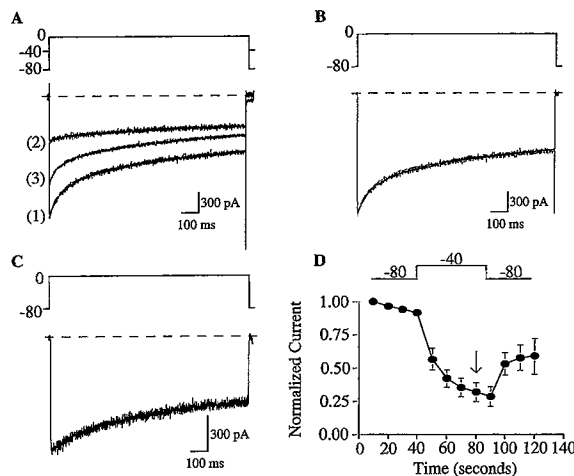 A
0
-40
-80
(2)
(3)
(1)
300 pA
100 ms
B
0
-80
300 pA
100 ms
C
0
-80
300 pA
100 ms
D
-80
-40
-80
Normalized Current
1.00
0.75
0.50
0.25
0.00
0 20 40 60 80 100 120 140
Time (seconds)